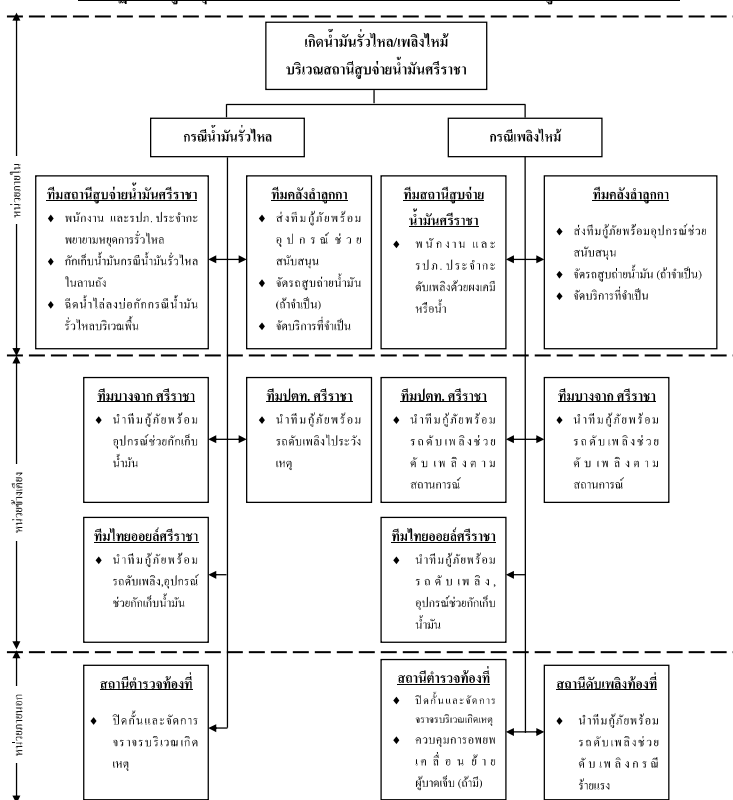 เกิดน้ำมันรั่วไหล/เพลิงไหม้
บริเวณสถานีสูบจ่ายน้ำมันศรีราชา
กรณีน้ำมันรั่วไหล
กรณีเพลิงไหม้
หน่วยภายใน
ทีมสถานีสูบจ่ายน้ำมันศรีราชา
♦ พนักงาน และรปภ. ประจำกะ
พยายามหยุดการรั่วไหล
♦ กักเก็บน้ำมันกรณีน้ำมันรั่วไหล
ในลานถัง
♦ ฉีดน้ำไล่ลงบ่อกักกรณีน้ำมัน
รั่วไหลบริเวณพื้น
ทีมคลังลำลูกกา
♦ ส่งทีมกู้ภัยพร้อม
อุปกรณ์ช่วย
สนับสนุน
♦ จัดรถสูบถ่ายน้ำมัน
(ถ้าจำเป็น)
♦ จัดบริการที่จำเป็น
ทีมสถานีสูบจ่าย
น้ำมันศรีราชา
♦ พนักงาน และ
รปภ. ประจำกะ
ดับเพลิงด้วยผงเคมี
หรือน้ำ
ทีมคลังลำลูกกา
♦ ส่งทีมกู้ภัยพร้อมอุปกรณ์ช่วย
สนับสนุน
♦ จัดรถสูบถ่ายน้ำมัน (ถ้าจำเป็น)
♦ จัดบริการที่จำเป็น
หน่วยข้างเคียง
ทีมบางจาก ศรีราชา
♦ นำทีมกู้ภัยพร้อม
อุปกรณ์ช่วยกักเก็บ
น้ำมัน
ทีมปตท. ศรีราชา
♦ นำทีมกู้ภัยพร้อม
รถดับเพลิงไประวัง
เหตุ
ทีมปตท. ศรีราชา
♦ นำทีมกู้ภัยพร้อม
รถดับเพลิงช่วย
ดับเพลิงตาม
สถานการณ์
ทีมบางจาก ศรีราชา
♦ นำทีมกู้ภัยพร้อม
รถดับเพลิงช่วย
ดับเพลิงตาม
สถานการณ์
ทีมไทยออยล์ศรีราชา
♦ นำทีมกู้ภัยพร้อม
รถดับเพลิง,อุปกรณ์
ช่วยกักเก็บน้ำมัน
ทีมไทยออยล์ศรีราชา
♦ นำทีมกู้ภัยพร้อม
รถดับเพลิง,
อุปกรณ์ช่วยกักเก็บ
น้ำมัน
หน่วยภายนอก
สถานีตำรวจท้องที่
♦ ปิดกั้นและจัดการ
จราจรบริเวณเกิด
เหตุ
สถานีตำรวจท้องที่
♦ ปิดกั้นและจัดการ
จราจรบริเวณเกิดเหตุ
♦ ควบคุมการอพยพ
เคลื่อนย้าย
ผู้บาดเจ็บ (ถ้ามี)
สถานีดับเพลิงท้องที่
♦ นำทีมกู้ภัยพร้อม
รถดับเพลิงช่วย
ดับเพลิงกรณี
ร้ายแรง